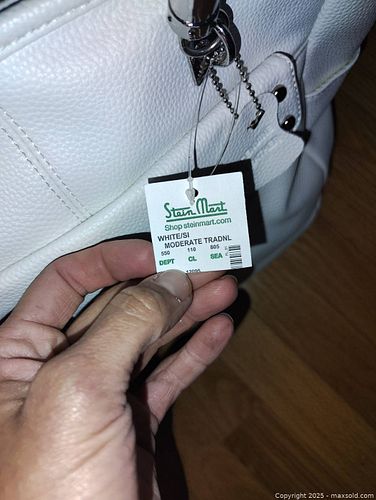 Stein Mart
Shop steinmart.com
WHITE/SI
MODERATE TRADNL
550 110 805
DEPT CL SEA
Copyright 2025 - maxsold.com